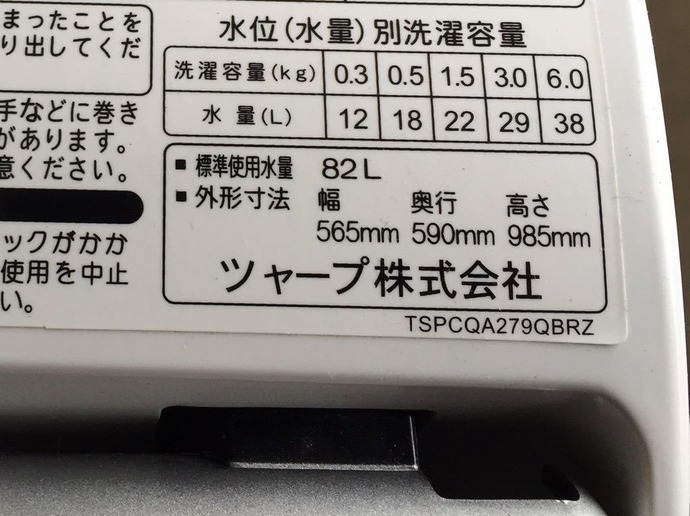 まったことを
り出してくだ
手などに巻き
があります。
意ください。
ックがかか
使用を中止
い。
水位(水量)別洗濯容量
洗濯容量(kg) 0.3 0.5 1.5 3.0 6.0
水量(L) 12 18 22 29 38
■標準使用水量 82L
■外形寸法 幅 奥行 高さ
565mm 590mm 985mm
ツャープ株式会社
TSPCQA279QBRZ